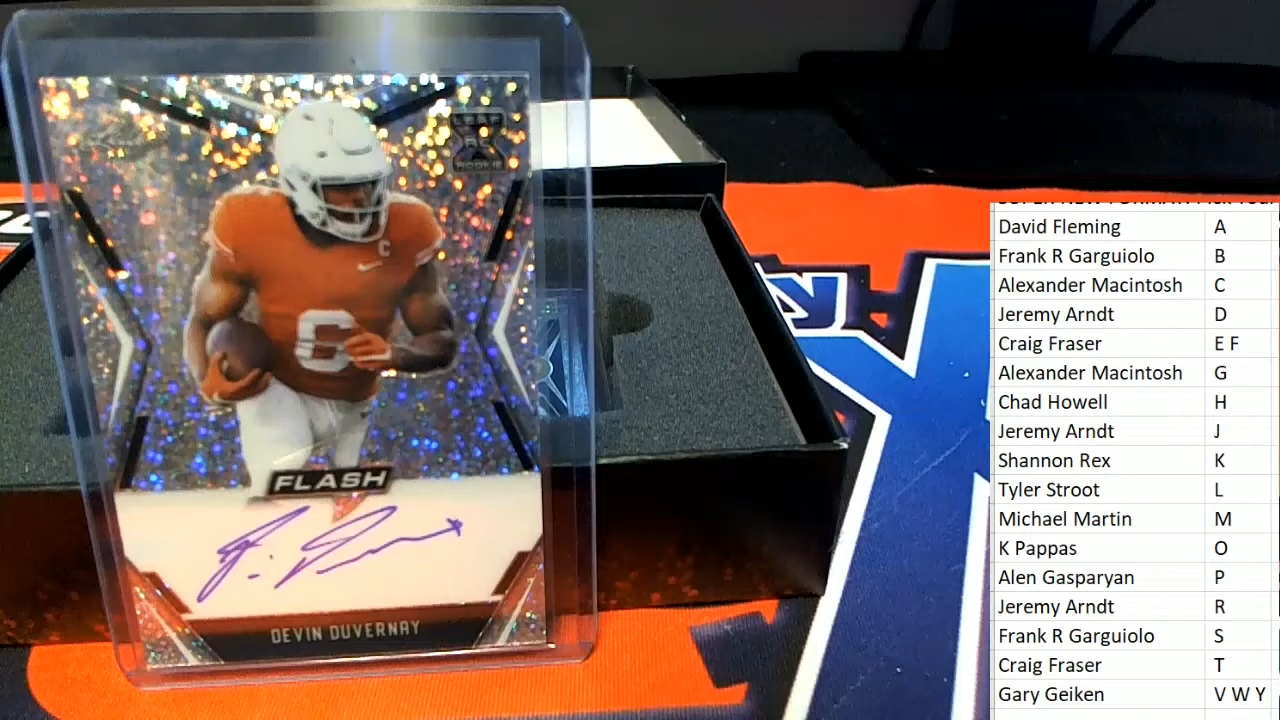 LEAF
RC
ROOKIE
C
6
FLASH
DEVIN DUVERNAY
David Fleming A
Frank R Garguiolo B
Alexander Macintosh C
Jeremy Arndt D
Craig Fraser E F
Alexander Macintosh G
Chad Howell H
Jeremy Arndt J
Shannon Rex K
Tyler Stroot L
Michael Martin M
K Pappas O
Alen Gasparyan P
Jeremy Arndt R
Frank R Garguiolo S
Craig Fraser T
Gary Geiken V W Y